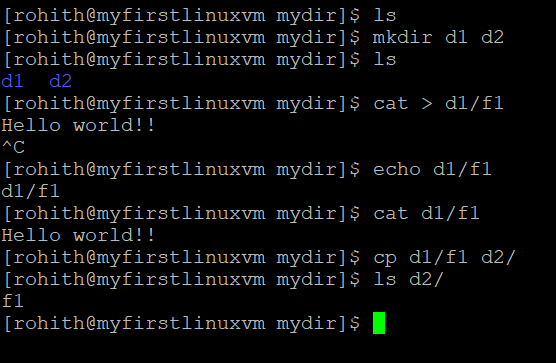 [rohith@myfirstlinuxvm mydir]$ ls
[rohith@myfirstlinuxvm mydir]$ mkdir d1 d2
[rohith@myfirstlinuxvm mydir]$ ls
d1  d2
[rohith@myfirstlinuxvm mydir]$ cat > d1/f1
Hello world!!
^C
[rohith@myfirstlinuxvm mydir]$ echo d1/f1
d1/f1
[rohith@myfirstlinuxvm mydir]$ cat d1/f1
Hello world!!
[rohith@myfirstlinuxvm mydir]$ cp d1/f1 d2/
[rohith@myfirstlinuxvm mydir]$ ls d2/
f1
[rohith@myfirstlinuxvm mydir]$